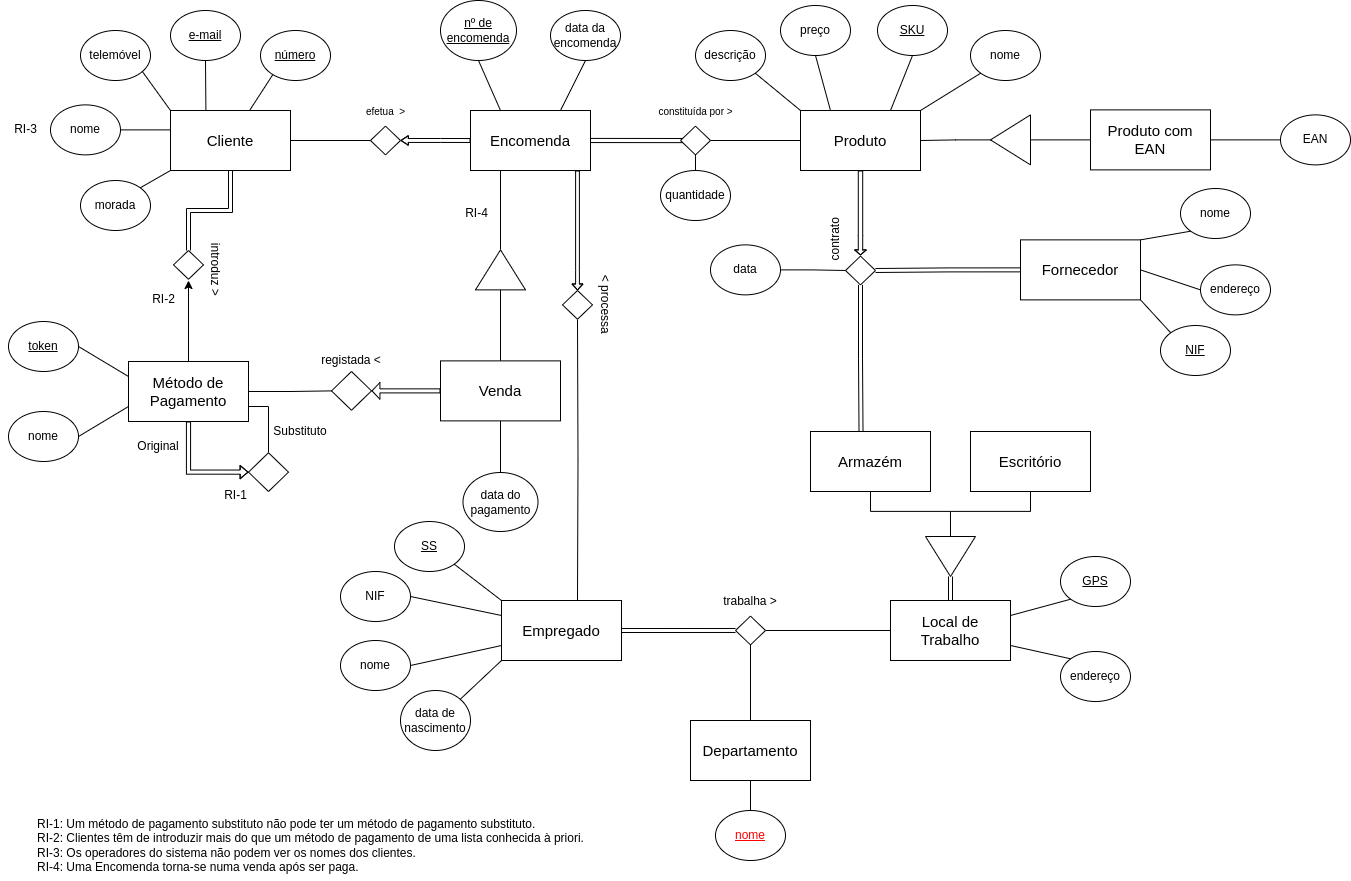 nº de
encomenda
data da
encomenda
e-mail
telemóvel
número
descrição
preço
SKU
nome
RI-3
nome
Cliente
efetua >
Encomenda
constituída por >
Produto
Produto com
EAN
EAN
morada
RI-4
quantidade
contrato
nome
introduz >
RI-2
< processa
data
Fornecedor
endereço
NIF
token
registada <
Método de
Pagamento
Venda
nome
Original
Substituto
RI-1
data do
pagamento
Armazém
Escritório
SS
NIF
nome
data de
nascimento
Empregado
trabalha >
Local de
Trabalho
GPS
endereço
Departamento
nome
RI-1: Um método de pagamento substituto não pode ter um método de pagamento substituto.
RI-2: Clientes têm de introduzir mais do que um método de pagamento de uma lista conhecida à priori.
RI-3: Os operadores do sistema não podem ver os nomes dos clientes.
RI-4: Uma Encomenda torna-se numa venda após ser paga.